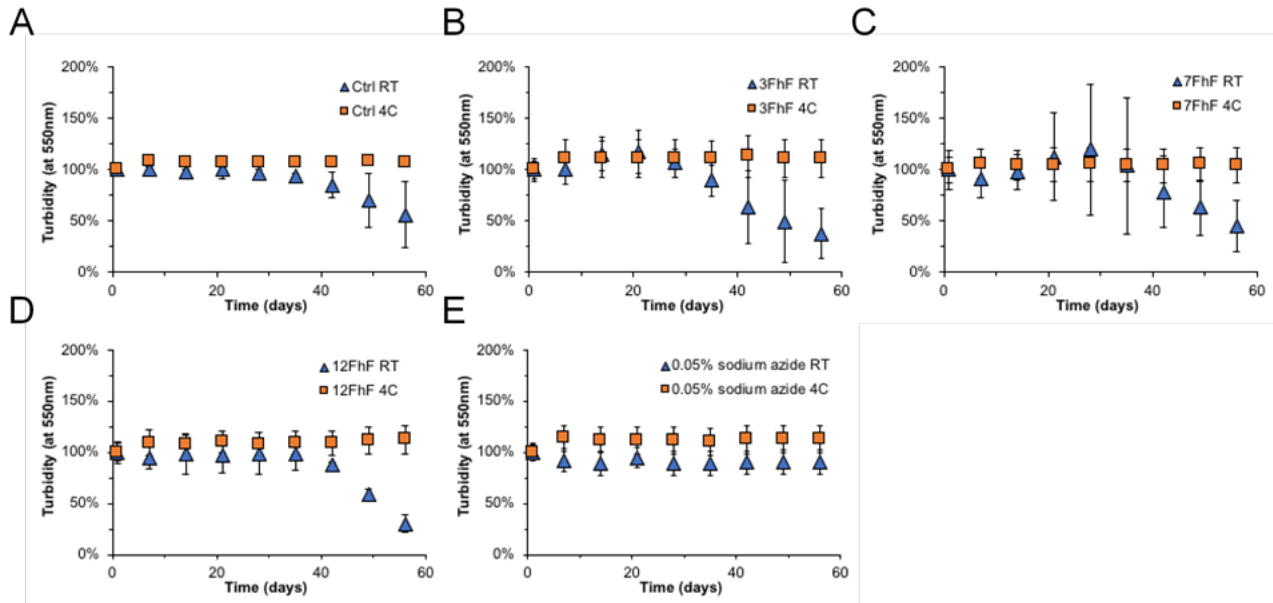 A
Turbidity (at 550nm)
200%
150%
100%
50%
0%
0 20 40 60
Time (days)
Ctrl RT
Ctrl 4C
B
Turbidity (at 550nm)
200%
150%
100%
50%
0%
0 20 40 60
Time (days)
3FhF RT
3FhF 4C
C
Turbidity (at 550nm)
200%
150%
100%
50%
0%
0 20 40 60
Time (days)
7FhF RT
7FhF 4C
D
Turbidity (at 550nm)
200%
150%
100%
50%
0%
0 20 40 60
Time (days)
12FhF RT
12FhF 4C
E
Turbidity (at 550nm)
200%
150%
100%
50%
0%
0 20 40 60
Time (days)
0.05% sodium azide RT
0.05% sodium azide 4C